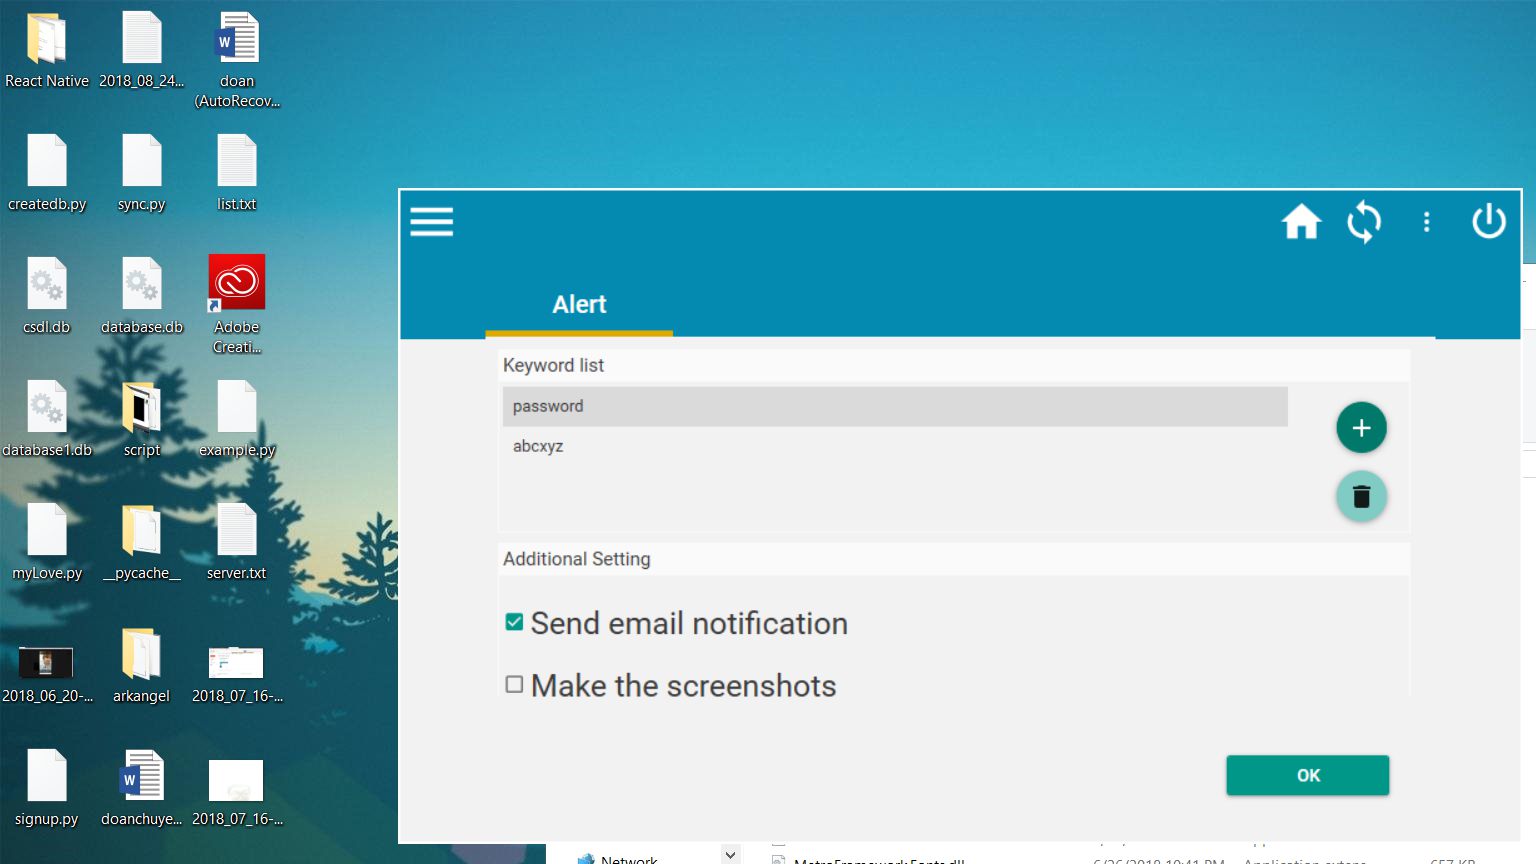 React Native
2018_08_24...
doan
(AutoRecov...
createdb.py
sync.py
list.txt
csdl.db
database.db
Adobe
Creati...
database1.db
script
example.py
myLove.py
__pycache__
server.txt
2018_06_20-...
arkangel
2018_07_16-...
signup.py
doanchuye...
2018_07_16-...
Alert
Keyword list
password
abcxyz
Additional Setting
Send email notification
Make the screenshots
OK
Network